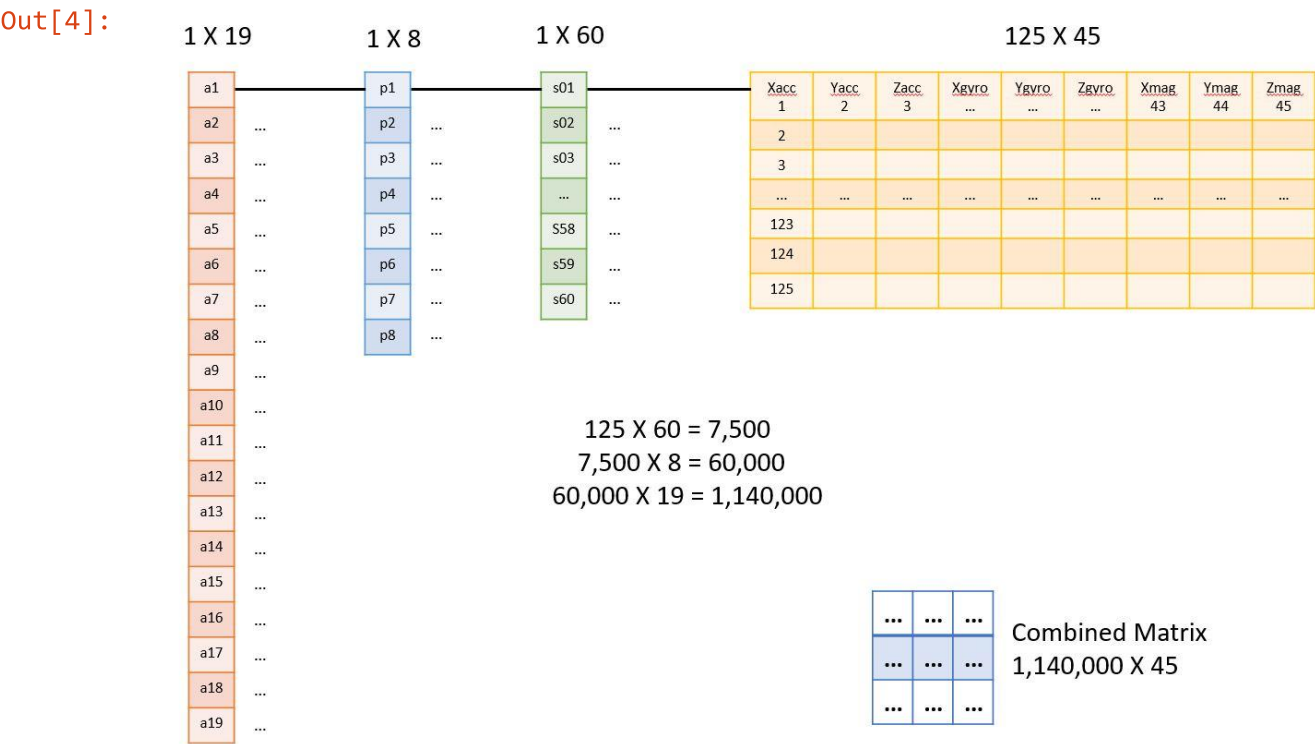 Out[4]:
1 X 19
1 X 8
1 X 60
125 X 45
a1
a2 ...
a3 ...
a4 ...
a5 ...
a6 ...
a7 ...
a8 ...
a9 ...
a10 ...
a11 ...
a12 ...
a13 ...
a14 ...
a15 ...
a16 ...
a17 ...
a18 ...
a19 ...
p1
p2 ...
p3 ...
p4 ...
p5 ...
p6 ...
p7 ...
p8 ...
s01
s02 ...
s03 ...
... ...
S58 ...
s59 ...
s60 ...
Xacc Yacc Zacc Xgyro Ygyro Zgyro Xmag Ymag Zmag
1 2 3 ... ... ... 43 44 45
2
3
... ... ... ... ... ... ... ... ...
123
124
125
125 X 60 = 7,500
7,500 X 8 = 60,000
60,000 X 19 = 1,140,000
... ... ...
... ... ...
... ... ...
Combined Matrix
1,140,000 X 45